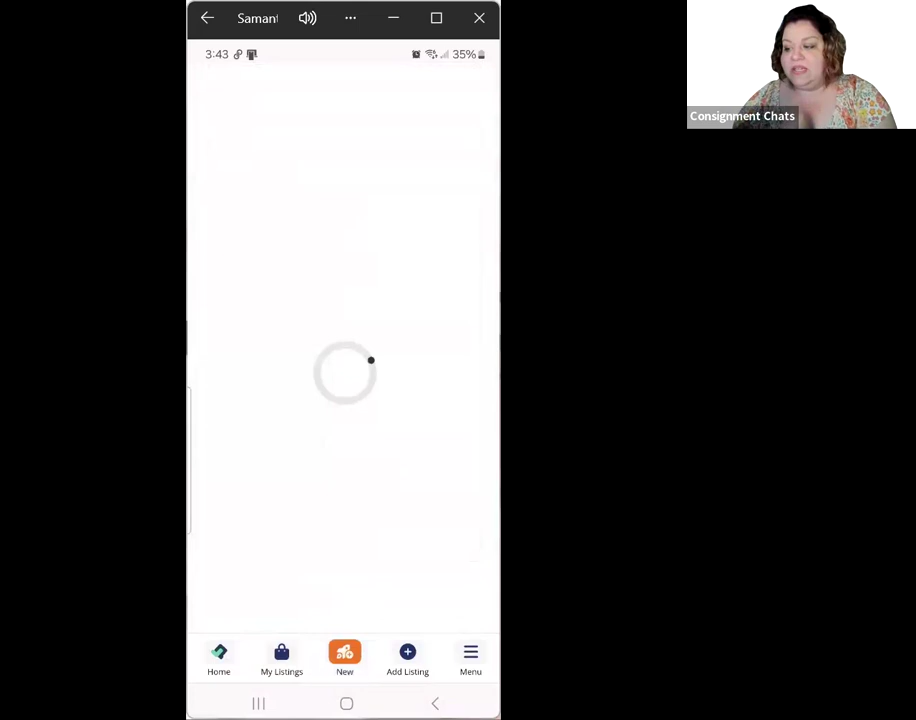 Samant
3:43
35%
Consignment Chats
Home
My Listings
New
Add Listing
Menu